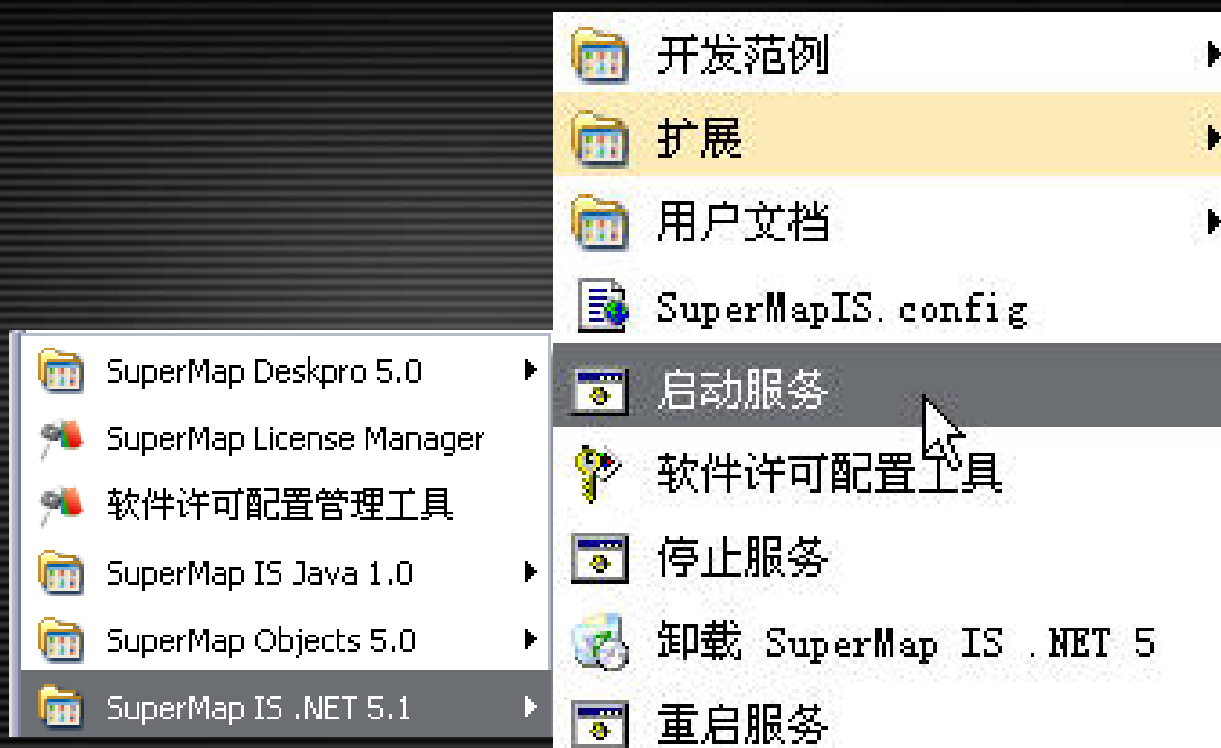 开发范例
扩展
用户文档
SuperMapIS.config
启动服务
软件许可配置工具
停止服务
卸载 SuperMap IS .NET 5
重启服务
SuperMap Deskpro 5.0
SuperMap License Manager
软件许可配置管理工具
SuperMap IS Java 1.0
SuperMap Objects 5.0
SuperMap IS .NET 5.1